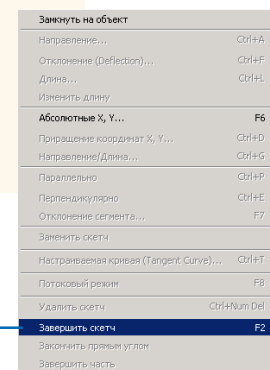 Замкнуть на объект
Направление... Ctrl+A
Отклонение (Deflection)... Ctrl+F
Длина... Ctrl+L
Изменить длину
Абсолютные X, Y... F6
Приращение координат X, Y... Ctrl+D
Направление/Длина... Ctrl+G
Параллельно Ctrl+P
Перпендикулярно Ctrl+E
Отклонение сегмента... F7
Заменить скетч
Настраиваемая кривая (Tangent Curve)... Ctrl+T
Потоковый режим F8
Удалить скетч Ctrl+Num Del
Завершить скетч F2
Закончить прямым углом
Завершить часть